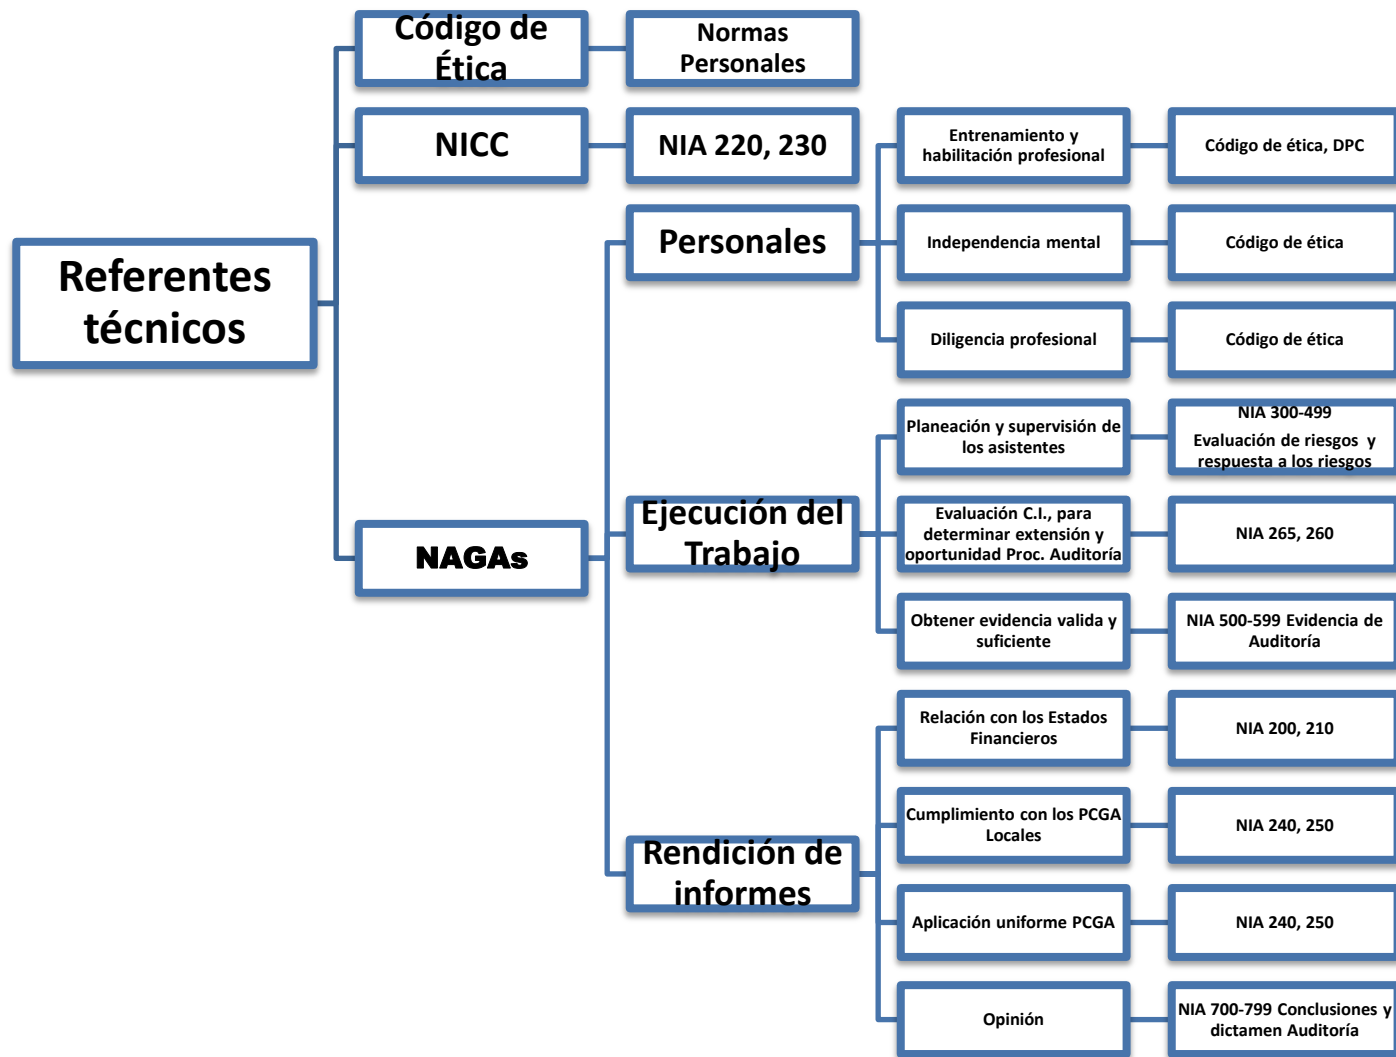 Referentes
técnicos
Código de
Ética
Normas
Personales
NICC
NIA 220, 230
NAGAs
Personales
Entrenamiento y
habilitación profesional
Código de ética, DPC
Independencia mental
Código de ética
Diligencia profesional
Código de ética
Ejecución del
Trabajo
Planeación y supervisión de
los asistentes
NIA 300-499
Evaluación de riesgos y
respuesta a los riesgos
Evaluación C.I., para
determinar extensión y
oportunidad Proc. Auditoría
NIA 265, 260
Obtener evidencia valida y
suficiente
NIA 500-599 Evidencia de
Auditoría
Rendición de
informes
Relación con los Estados
Financieros
NIA 200, 210
Cumplimiento con los PCGA
Locales
NIA 240, 250
Aplicación uniforme PCGA
NIA 240, 250
Opinión
NIA 700-799 Conclusiones y
dictamen Auditoría